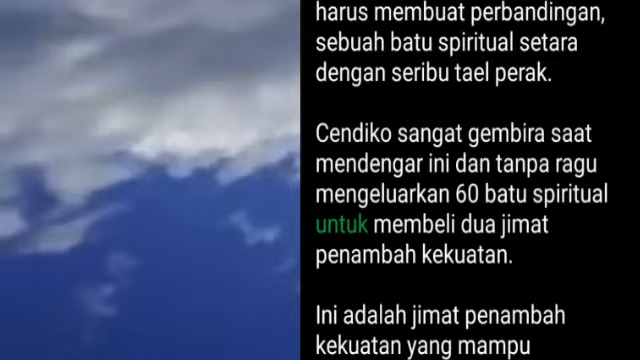 harus membuat perbandingan,
sebuah batu spiritual setara
dengan seribu tael perak.
Cendiko sangat gembira saat
mendengar ini dan tanpa ragu
mengeluarkan 60 batu spiritual
untuk membeli dua jimat
penambah kekuatan.
Ini adalah jimat penambah
kekuatan yang mampu